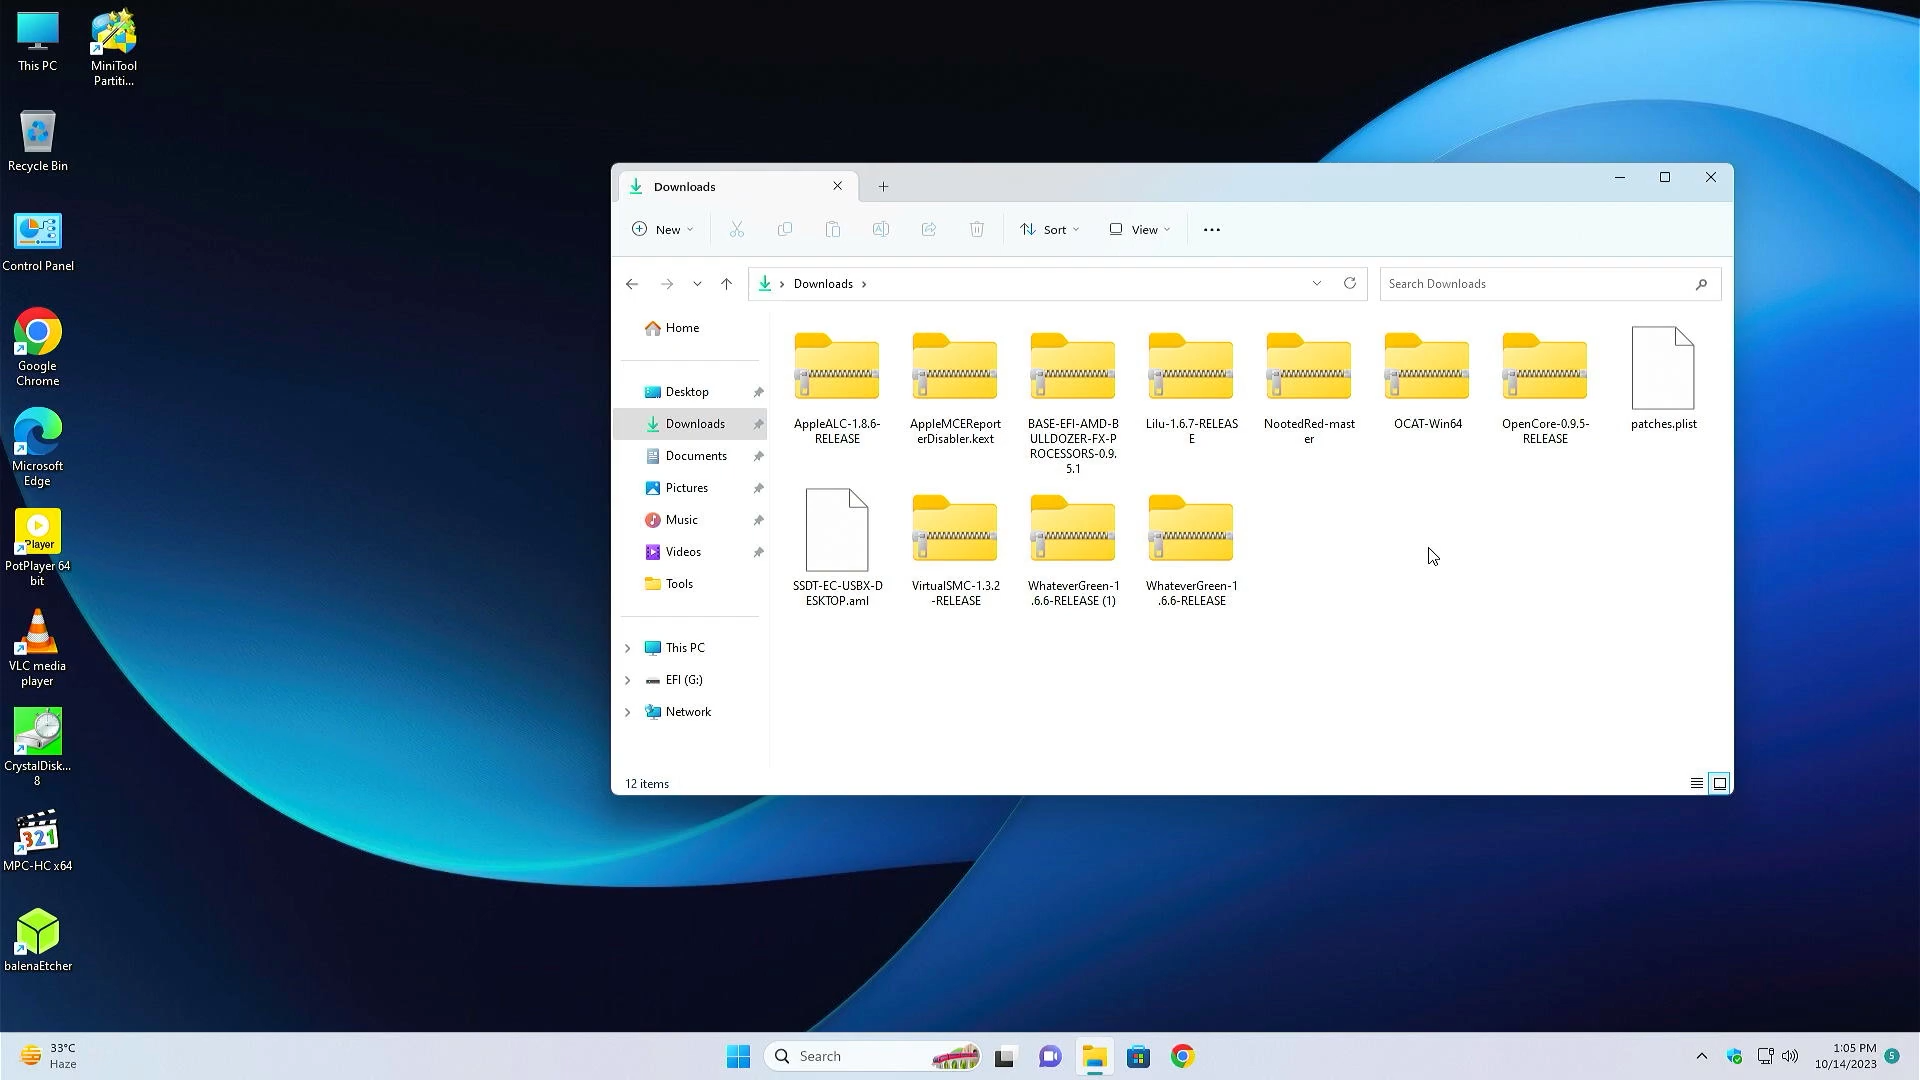 This PC
MiniTool
Partiti...
Recycle Bin
Control Panel
Google
Chrome
Microsoft
Edge
Player
PotPlayer 64
bit
VLC media
player
CrystalDisk...
8
321
MPC-HC x64
balenaEtcher
Downloads
New
Sort
View
Downloads
Search Downloads
Home
Desktop
Downloads
Documents
Pictures
Music
Videos
Tools
This PC
EFI (G:)
Network
AppleALC-1.8.6-
RELEASE
AppleMCEReport
erDisabler.kext
BASE-EFI-AMD-B
ULLDOZER-FX-P
ROCESSORS-0.9.
5.1
Lilu-1.6.7-RELEAS
E
NootedRed-mast
er
OCAT-Win64
OpenCore-0.9.5-
RELEASE
patches.plist
SSDT-EC-USBX-D
ESKTOP.aml
VirtualSMC-1.3.2
-RELEASE
WhateverGreen-1
.6.6-RELEASE (1)
WhateverGreen-1
.6.6-RELEASE
12 items
33°C
Haze
Search
1:05 PM
10/14/2023
5